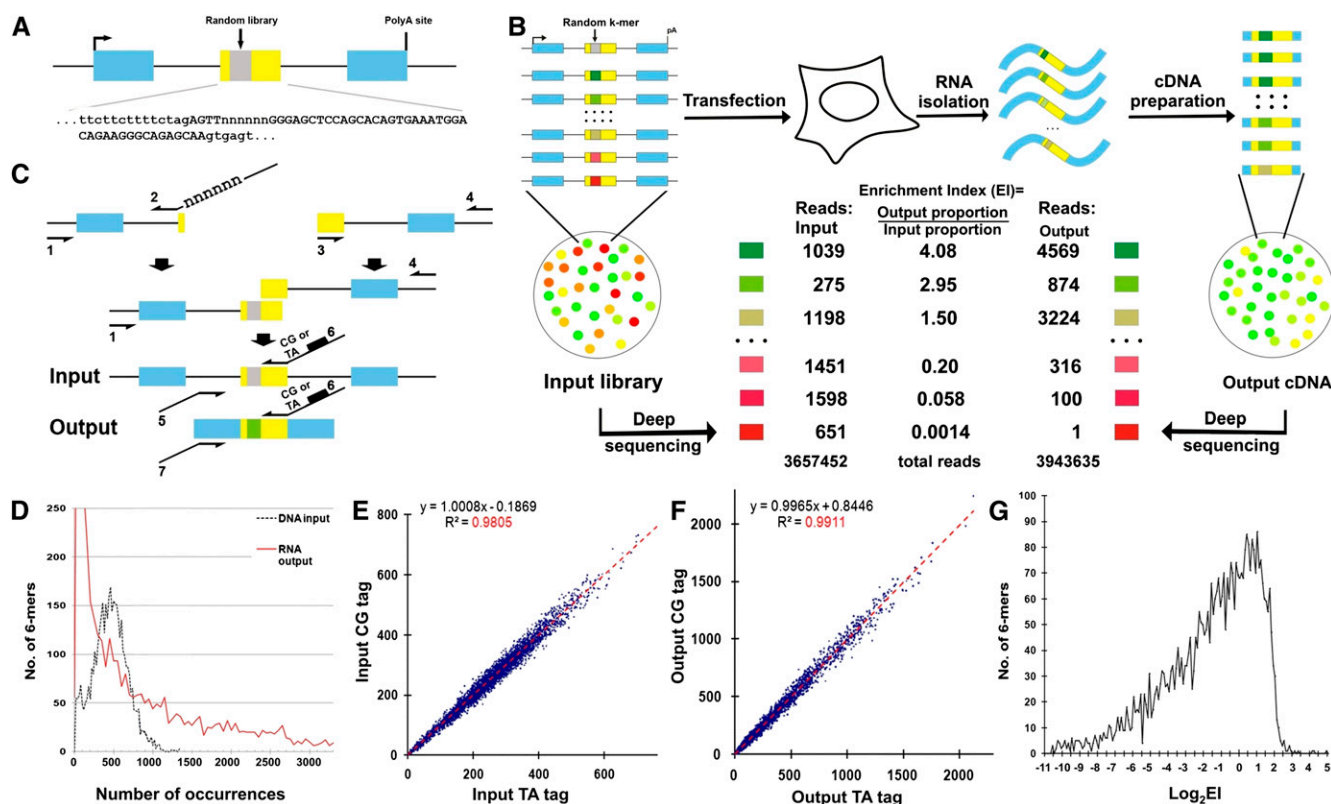 A
Random library
PolyA site
...ttcttcttttctagAGTTnnnnnnGGGAGCTCCAGCACAGTGAAATGGA
CAGAAGGGCAGAGCAAgtgagt...
B
Random k-mer
pA
Transfection
RNA
isolation
cDNA
preparation
...
Input library
Output cDNA
Deep
sequencing
Deep
sequencing
Enrichment Index (EI)=
Reads:
Input
Output proportion
Input proportion
Reads:
Output
1039 4.08 4569
275 2.95 874
1198 1.50 3224
1451 0.20 316
1598 0.058 100
651 0.0014 1
3657452 total reads 3943635
C
nnnnnn
2
4
1
3
4
1
CG or
TA
6
Input
5
CG or
TA
6
Output
7
D
250
200
150
100
50
0
DNA input
RNA
output
No. of 6-mers
0 500 1000 1500 2000 2500 3000
Number of occurrences
E
y = 1.0008x - 0.1869
R² = 0.9805
800
600
400
200
0
Input CG tag
0 200 400 600
Input TA tag
F
y = 0.9965x + 0.8446
R² = 0.9911
2000
1500
1000
500
0
Output CG tag
0 500 1000 1500 2000
Output TA tag
G
100
90
80
70
60
50
40
30
20
10
0
No. of 6-mers
-11 -10 -9 -8 -7 -6 -5 -4 -3 -2 -1 0 1 2 3 4 5
Log₂EI